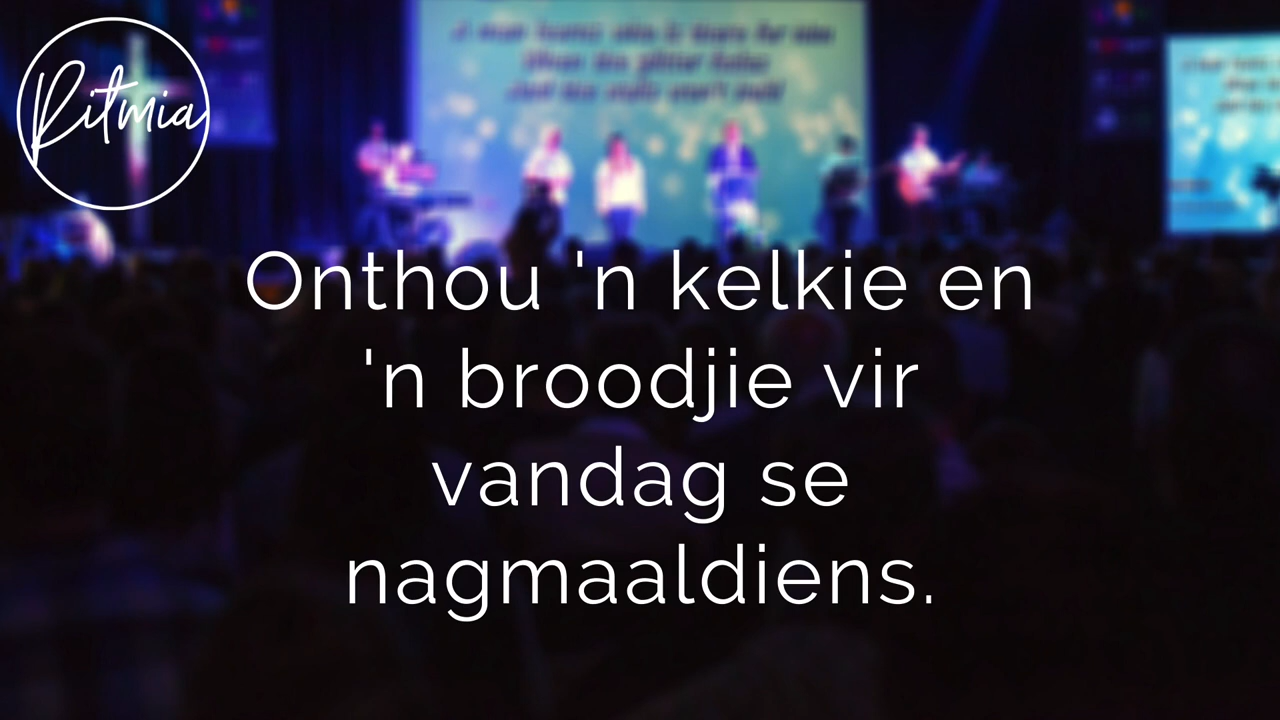 Ritmia
Onthou 'n kelkie en
'n broodjie vir
vandag se
nagmaaldiens.